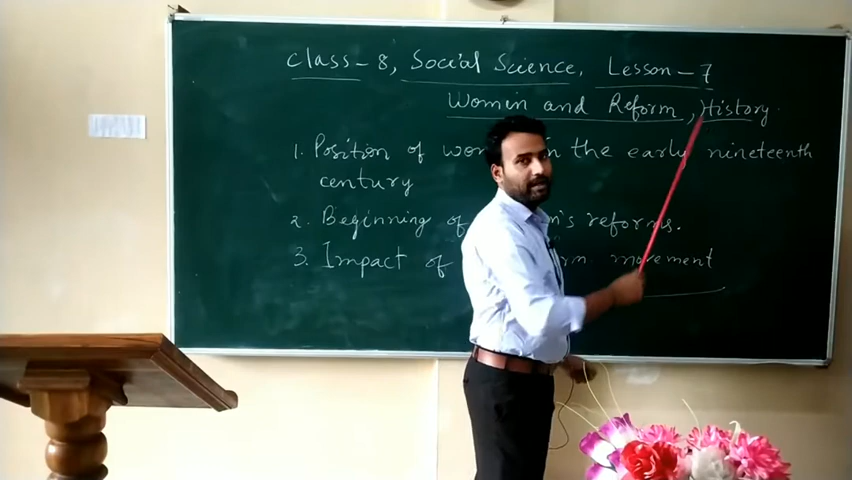 Class - 8, Social Science, Lesson - 7
Women and Reform, History
1. Position of in the early nineteenth
century
2. Beginning of reforms.
3. Impact of movement